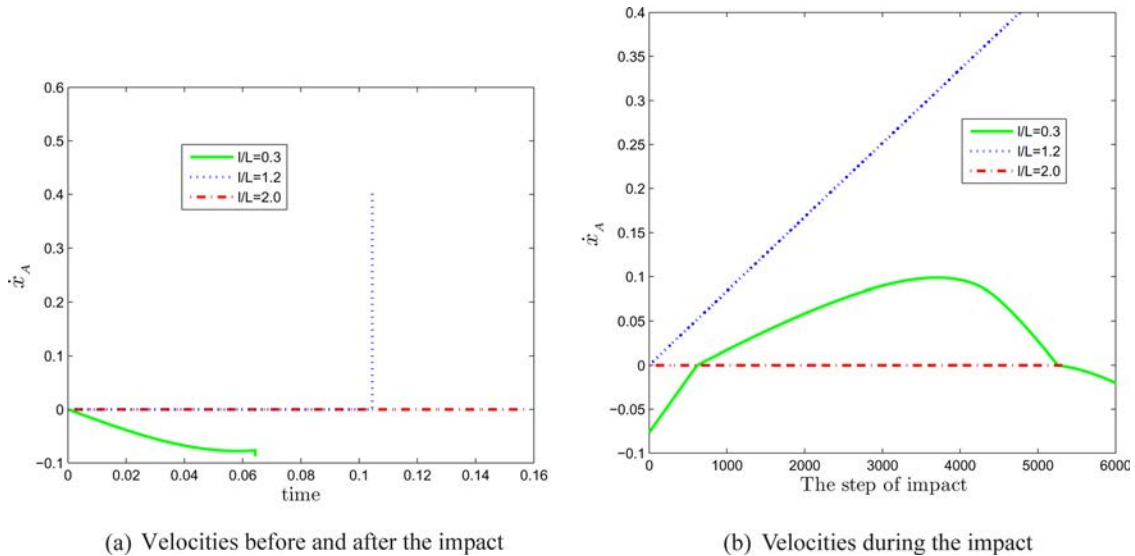 0.6
0.5
0.4
0.3
0.2
0.1
0
−0.1
ẋ_A
l/L=0.3
l/L=1.2
l/L=2.0
0 0.02 0.04 0.06 0.08 0.1 0.12 0.14 0.16
time
(a) Velocities before and after the impact
0.4
0.35
0.3
0.25
0.2
0.15
0.1
0.05
0
−0.05
−0.1
ẋ_A
l/L=0.3
l/L=1.2
l/L=2.0
0 1000 2000 3000 4000 5000 6000
The step of impact
(b) Velocities during the impact